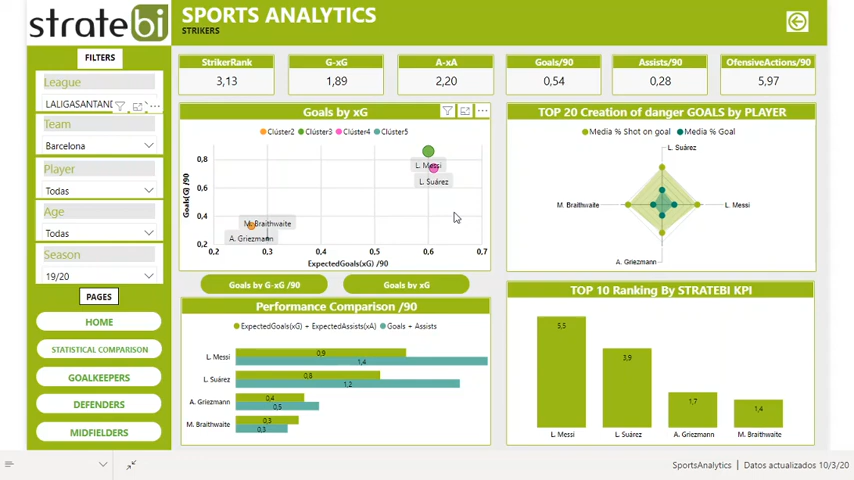 stratebi
SPORTS ANALYTICS
STRIKERS
FILTERS
League
LALIGASANTAND
Team
Barcelona
Player
Todas
Age
Todas
Season
19/20
PAGES
HOME
STATISTICAL COMPARISON
GOALKEEPERS
DEFENDERS
MIDFIELDERS
StrikerRank
3,13
G-xG
1,89
A-xA
2,20
Goals/90
0,54
Assists/90
0,28
OfensiveActions/90
5,97
Goals by xG
Clúster2 Clúster3 Clúster4 Clúster5
Goals(G) /90
0,8
0,6
0,4
0,2
L. Messi
L. Suárez
M. Braithwaite
A. Griezmann
0,2 0,3 0,4 0,5 0,6 0,7
ExpectedGoals(xG) /90
Goals by G-xG /90
Goals by xG
TOP 20 Creation of danger GOALS by PLAYER
Media % Shot on goal Media % Goal
L. Suárez
M. Braithwaite
L. Messi
A. Griezmann
Performance Comparison /90
ExpectedGoals(xG) + ExpectedAssists(xA) Goals + Assists
L. Messi 0,9
1,4
L. Suárez 0,8
1,2
A. Griezmann 0,4
0,5
M. Braithwaite 0,3
0,3
TOP 10 Ranking By STRATEBI KPI
5,5
3,9
1,7
1,4
L. Messi L. Suárez A. Griezmann M. Braithwaite
SportsAnalytics | Datos actualizados 10/3/20